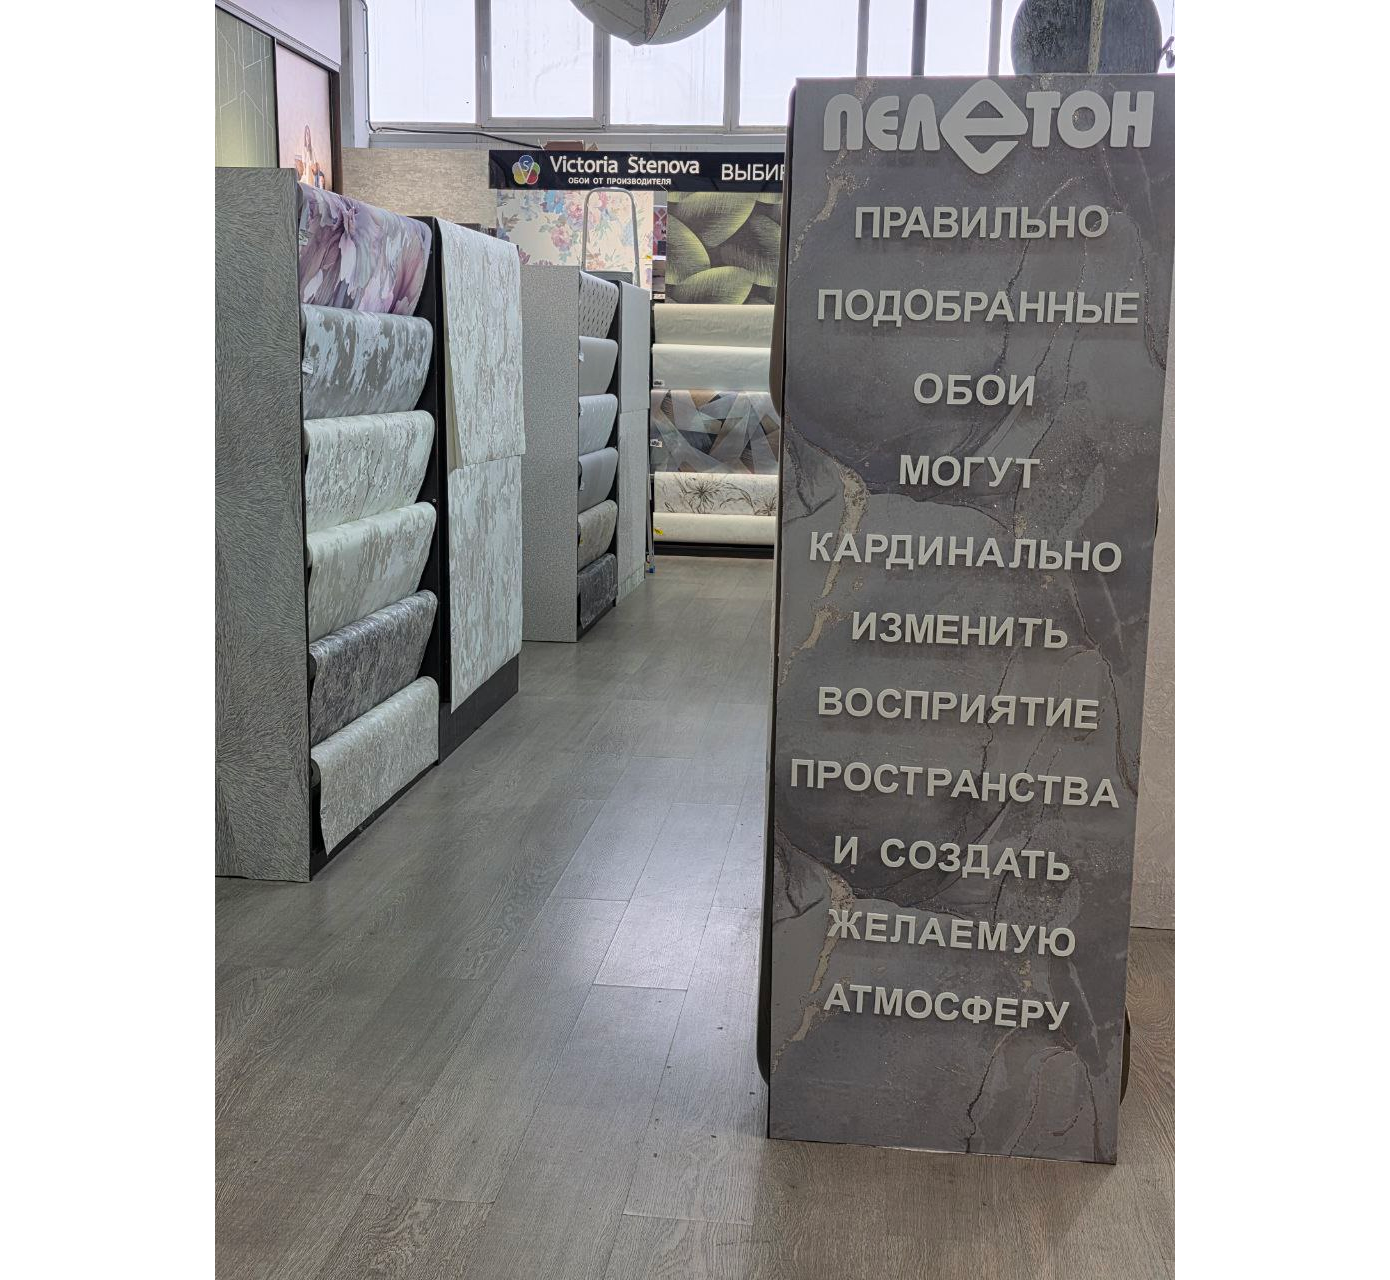 ПЕЛЕТОН
ПРАВИЛЬНО
ПОДОБРАННЫЕ
ОБОИ
МОГУТ
КАРДИНАЛЬНО
ИЗМЕНИТЬ
ВОСПРИЯТИЕ
ПРОСТРАНСТВА
И СОЗДАТЬ
ЖЕЛАЕМУЮ
АТМОСФЕРУ
Victoria Stenova
ОБОИ ОТ ПРОИЗВОДИТЕЛЯ